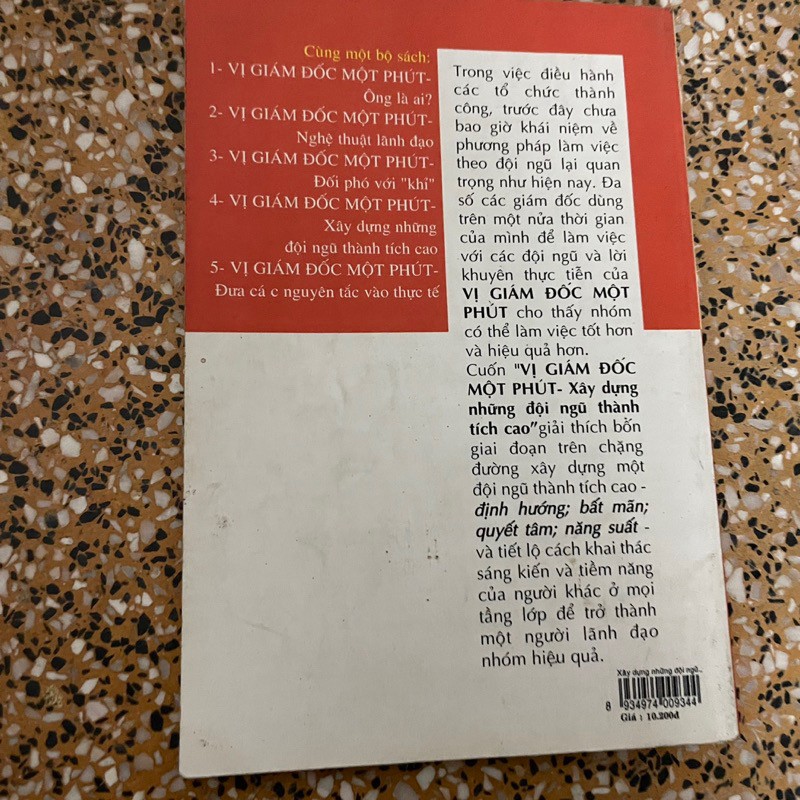 Cùng một bộ sách:
1- VỊ GIÁM ĐỐC MỘT PHÚT-
Ông là ai?
2- VỊ GIÁM ĐỐC MỘT PHÚT-
Nghệ thuật lãnh đạo
3- VỊ GIÁM ĐỐC MỘT PHÚT-
Đối phó với "khỉ"
4- VỊ GIÁM ĐỐC MỘT PHÚT-
Xây dựng những
đội ngũ thành tích cao
5- VỊ GIÁM ĐỐC MỘT PHÚT-
Đưa cá c nguyên tắc vào thực tế
Trong việc điều hành
các tổ chức thành
công, trước đây chưa
bao giờ khái niệm về
phương pháp làm việc
theo đội ngũ lại quan
trọng như hiện nay. Đa
số các giám đốc dùng
trên một nửa thời gian
của mình để làm việc
với các đội ngũ và lời
khuyên thực tiễn của
VỊ GIÁM ĐỐC MỘT
PHÚT cho thấy nhóm
có thể làm việc tốt hơn
và hiệu quả hơn.
Cuốn "VỊ GIÁM ĐỐC
MỘT PHÚT- Xây dựng
những đội ngũ thành
tích cao"giải thích bốn
giai đoạn trên chặng
đường xây dựng một
đội ngũ thành tích cao -
định hướng; bất mãn;
quyết tâm; năng suất -
và tiết lộ cách khai thác
sáng kiến và tiềm năng
của người khác ở mọi
tầng lớp để trở thành
một người lãnh đạo
nhóm hiệu quả.
Xây dựng những đội ngũ...
8 934974 009344
Giá : 10.200đ